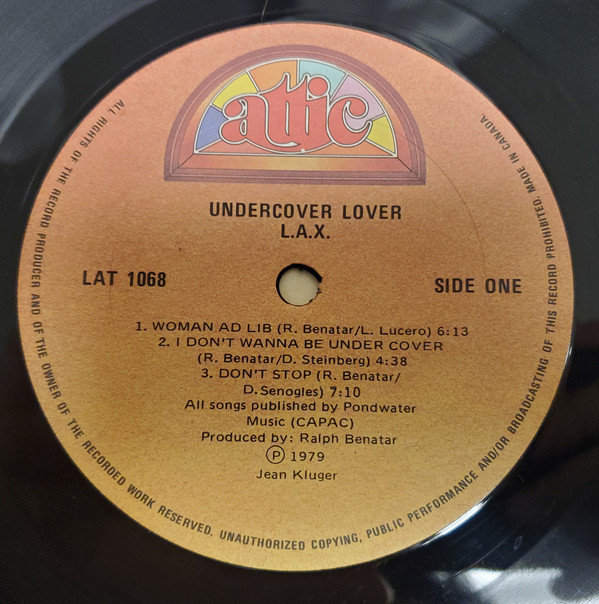 attic
UNDERCOVER LOVER
L.A.X.
LAT 1068
SIDE ONE
1. WOMAN AD LIB (R. Benatar/L. Lucero) 6:13
2. I DON'T WANNA BE UNDER COVER
(R. Benatar/D. Steinberg) 4:38
3. DON'T STOP (R. Benatar/
D. Senogles) 7:10
All songs published by Pondwater
Music (CAPAC)
Produced by: Ralph Benatar
Ⓟ 1979
Jean Kluger
ALL RIGHTS OF THE RECORD PRODUCER AND OF THE OWNER OF THE RECORDED WORK RESERVED. UNAUTHORIZED COPYING, PUBLIC PERFORMANCE AND/OR BROADCASTING OF THIS RECORD PROHIBITED. MADE IN CANADA.